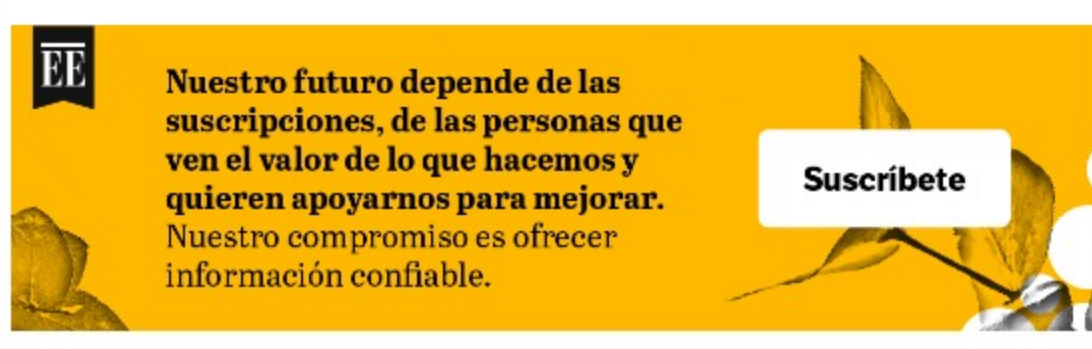 EE
Nuestro futuro depende de las
suscripciones, de las personas que
ven el valor de lo que hacemos y
quieren apoyarnos para mejorar.
Nuestro compromiso es ofrecer
información confiable.
Suscríbete